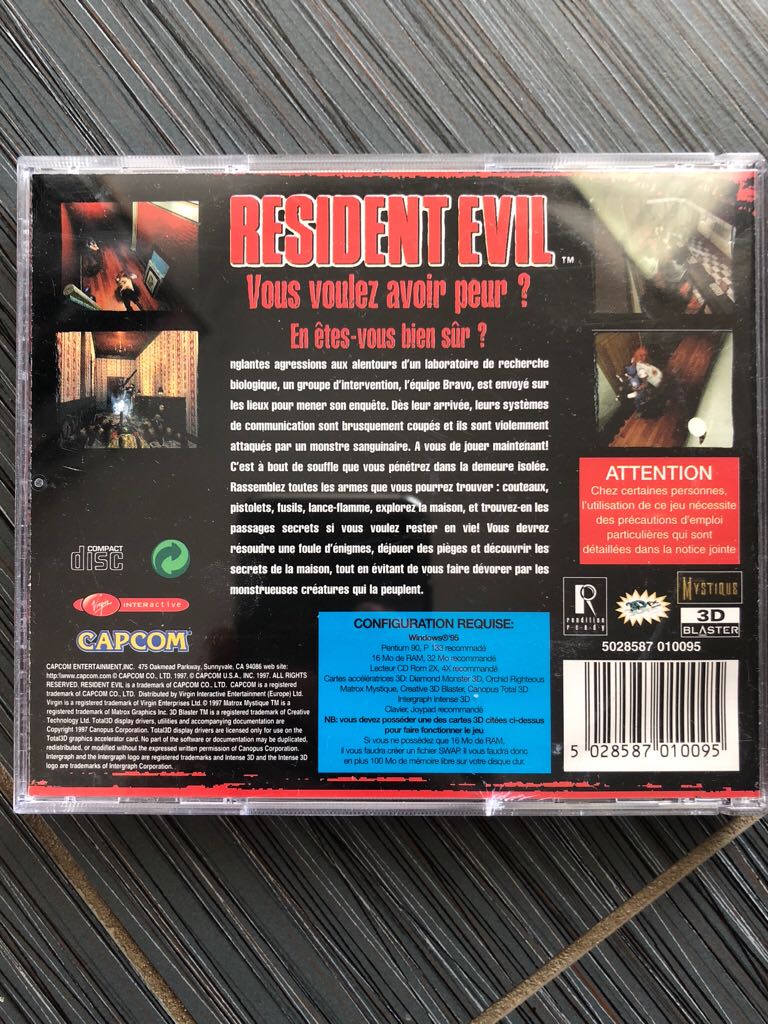 RESIDENT EVIL ™
Vous voulez avoir peur ?
En êtes-vous bien sûr ?
nglantes agressions aux alentours d'un laboratoire de recherche
biologique, un groupe d'intervention, l'équipe Bravo, est envoyé sur
les lieux pour mener son enquête. Dès leur arrivée, leurs systèmes
de communication sont brusquement coupés et ils sont violemment
attaqués par un monstre sanguinaire. A vous de jouer maintenant!
C'est à bout de souffle que vous pénétrez dans la demeure isolée.
Rassemblez toutes les armes que vous pourrez trouver : couteaux,
pistolets, fusils, lance-flamme, explorez la maison, et trouvez-en les
passages secrets si vous voulez rester en vie! Vous devrez
résoudre une foule d'énigmes, déjouer des pièges et découvrir les
secrets de la maison, tout en évitant de vous faire dévorer par les
monstrueuses créatures qui la peuplent.
ATTENTION
Chez certaines personnes,
l'utilisation de ce jeu nécessite
des précautions d'emploi
particulières qui sont
détaillées dans la notice jointe
COMPACT
disc
Virgin INTERACTIVE
CAPCOM
CAPCOM ENTERTAINMENT,INC. 475 Oakmead Parkway, Sunnyvale, CA 94086 web site:
http://www.capcom.com © CAPCOM CO., LTD. 1997. © CAPCOM U.S.A., INC. 1997. ALL RIGHTS
RESERVED. RESIDENT EVIL is a trademark of CAPCOM CO., LTD. CAPCOM is a registered
trademark of CAPCOM CO., LTD. Distributed by Virgin Interactive Entertainment (Europe) Ltd.
Virgin is a registered trademark of Virgin Enterprises Ltd. © 1997 Matrox Mystique TM is a
registered trademark of Matrox Graphics Inc. 3D Blaster TM is a registered trademark of Creative
Technology Ltd. Total3D display drivers, utilities and accompanying documentation are
Copyright 1997 Canopus Corporation. Total3D display drivers are licensed only for use on the
Total3D graphics accelerator card. No part of the software or documentation may be duplicated,
redistributed, or modified without the expressed written permission of Canopus Corporation.
Intergraph and the Intergraph logo are registered trademarks and Intense 3D and the Intense 3D
logo are trademarks of Intergraph Corporation.
CONFIGURATION REQUISE:
Windows®'95
Pentium 90, P 133 recommadé
16 Mo de RAM, 32 Mo recommandé
Lecteur CD Rom 2X, 4X recommandé
Cartes accélératrices 3D: Diamond Monster 3D, Orchid Righteous
Matrox Mystique, Creative 3D Blaster, Canopus Total 3D
Intergraph intense 3D
Clavier, Joypad recommandé
NB: vous devez posséder une des cartes 3D citées ci-dessus
pour faire fonctionner le jeu
Si vous ne possédez que 16 Mo de RAM,
il vous faudra créer un fichier SWAP. Il vous faudra donc
en plus 100 Mo de mémoire libre sur votre disque dur.
R
rendition
ready
MYSTIQUE
3D
BLASTER
5028587 010095
5 028585 010095